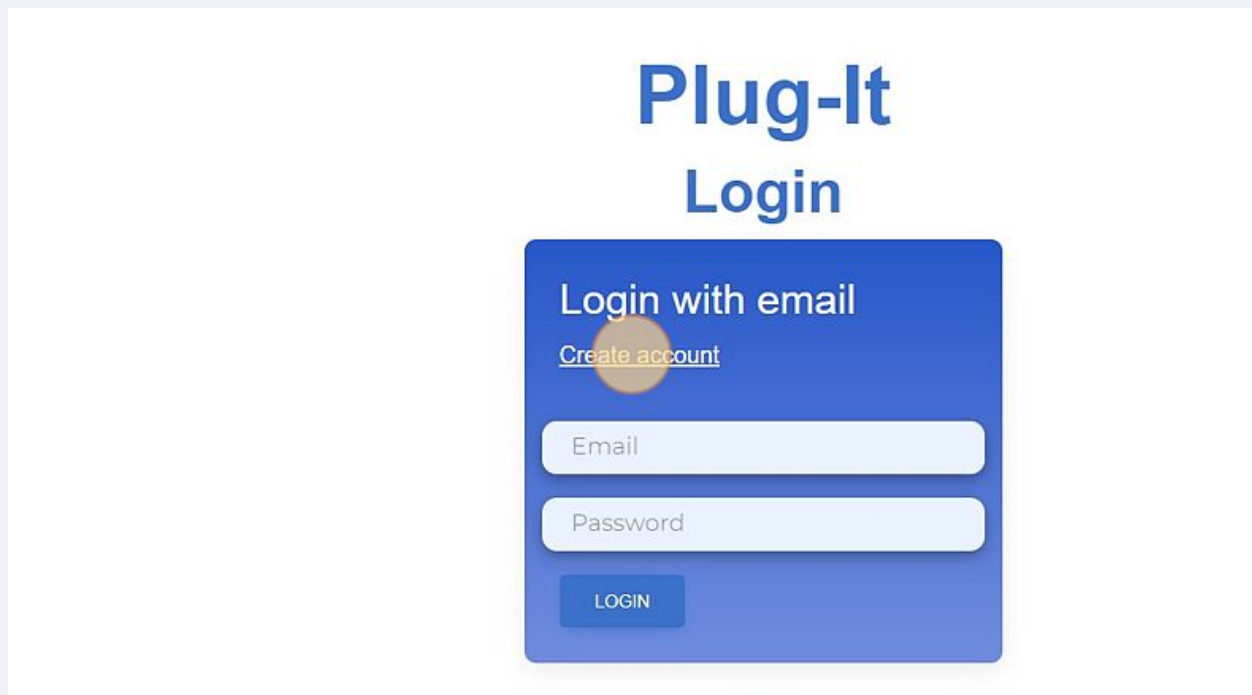 Plug-It
Login
Login with email
Create account
Email
Password
LOGIN